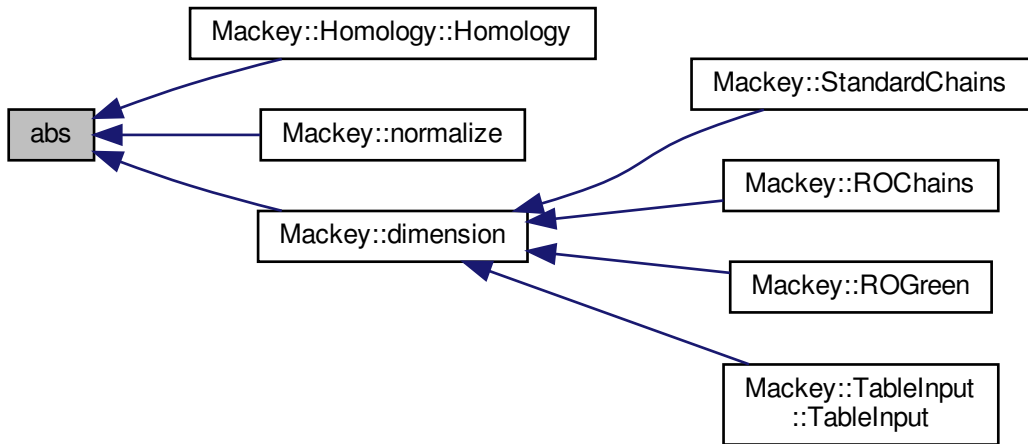 Mackey::Homology::Homology
Mackey::StandardChains
abs
Mackey::normalize
Mackey::ROChains
Mackey::dimension
Mackey::ROGreen
Mackey::TableInput
::TableInput